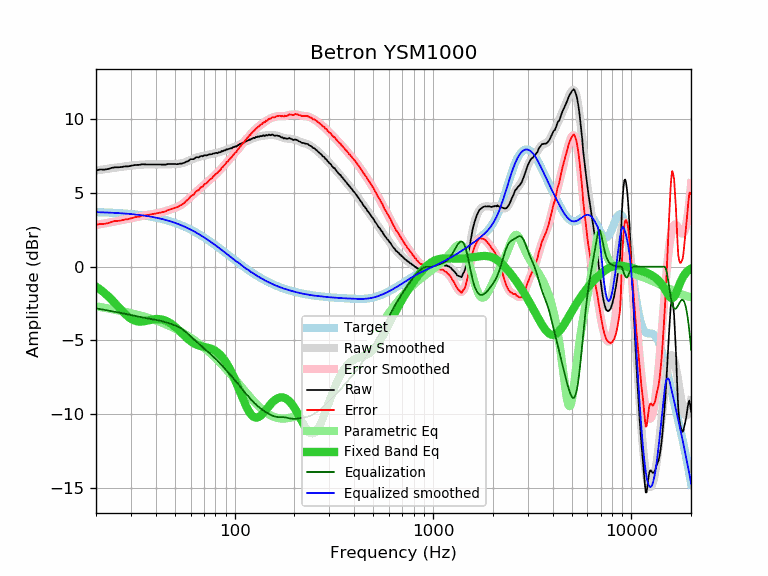 Betron YSM1000
Amplitude (dBr)
10
5
0
−5
−10
−15
Target
Raw Smoothed
Error Smoothed
Raw
Error
Parametric Eq
Fixed Band Eq
Equalization
Equalized smoothed
100
1000
10000
Frequency (Hz)